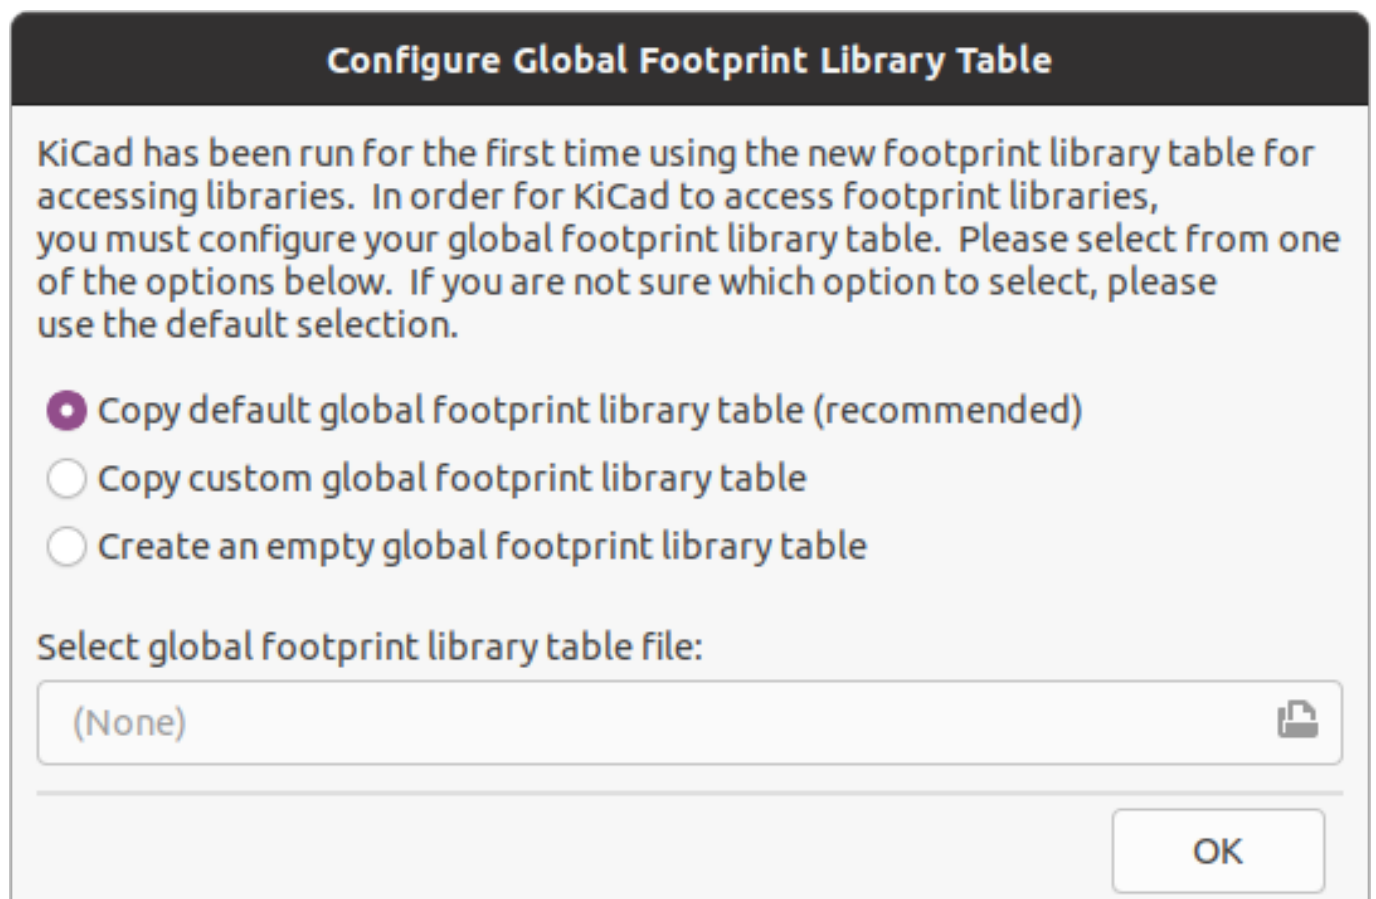 Configure Global Footprint Library Table
KiCad has been run for the first time using the new footprint library table for
accessing libraries.  In order for KiCad to access footprint libraries,
you must configure your global footprint library table.  Please select from one
of the options below.  If you are not sure which option to select, please
use the default selection.
Copy default global footprint library table (recommended)
Copy custom global footprint library table
Create an empty global footprint library table
Select global footprint library table file:
(None)
OK